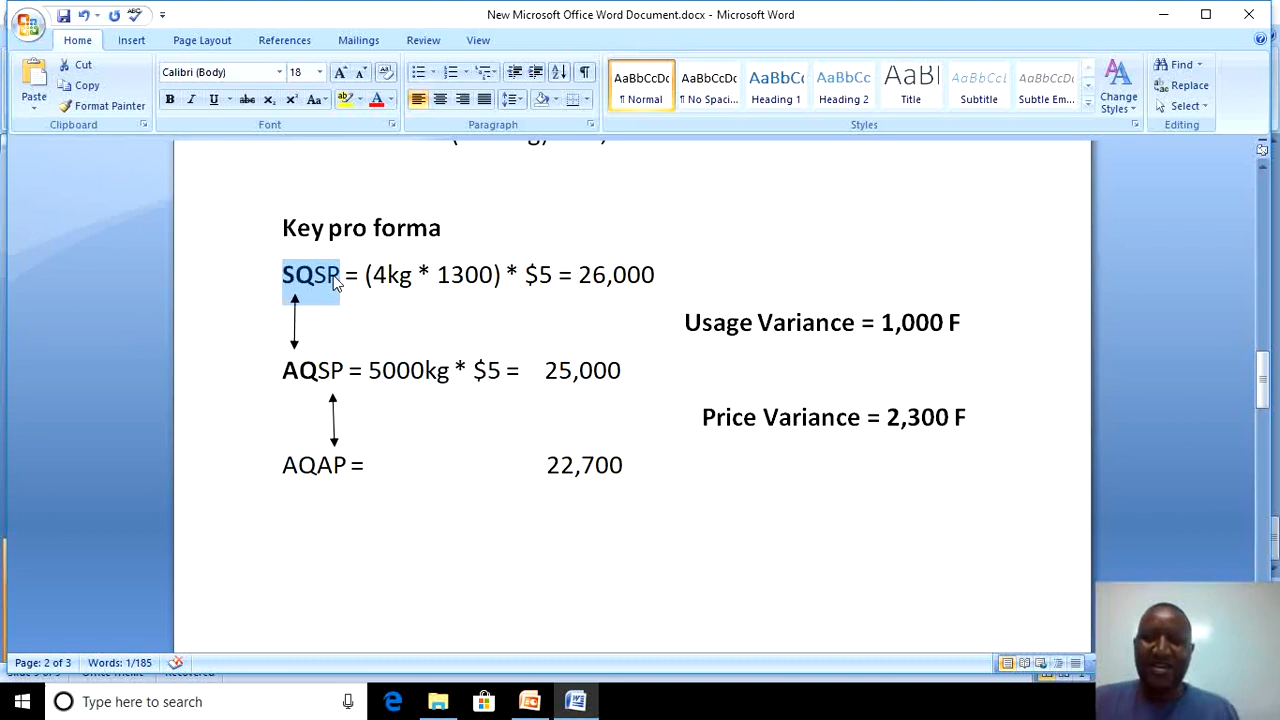 New Microsoft Office Word Document.docx - Microsoft Word
Home Insert Page Layout References Mailings Review View
Paste Cut Copy Format Painter
Calibri (Body) 18
AaBbCcDc AaBbCcDc AaBbC AaBbCc AaBl AaBbCcl AaBbCcDc
¶ Normal ¶ No Spaci... Heading 1 Heading 2 Title Subtitle Subtle Em...
Change Styles
Find Replace Select
Clipboard Font Paragraph Styles Editing
Key pro forma
SQSP = (4kg * 1300) * $5 = 26,000
Usage Variance = 1,000 F
AQSP = 5000kg * $5 = 25,000
Price Variance = 2,300 F
AQAP = 22,700
Page: 2 of 3 Words: 1/185
Type here to search